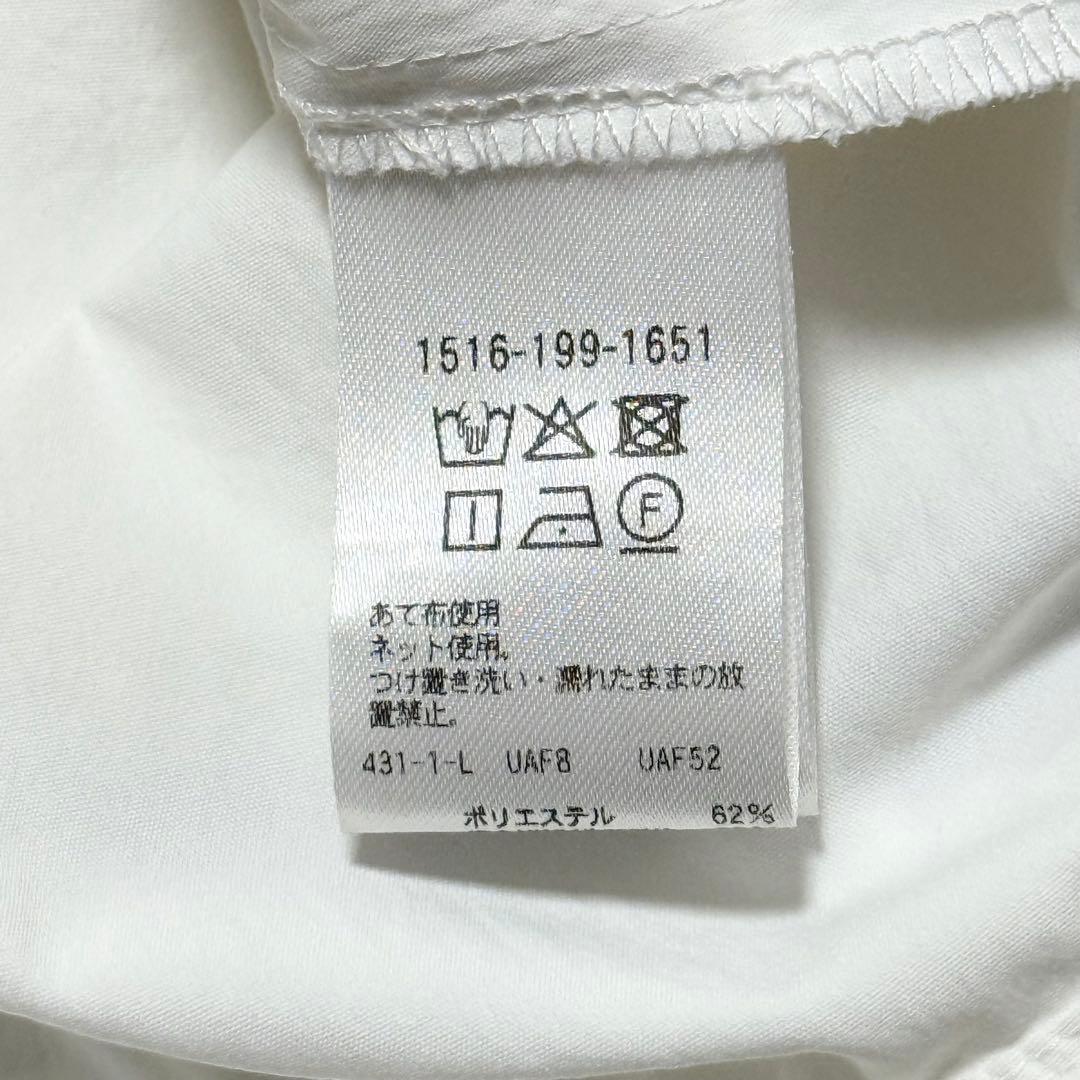 1516-199-1651
F
あて布使用
ネット使用。
つけ置き洗い・濡れたままの放
置禁止。
431-1-L UAF8 UAF52
ポリエステル 62%